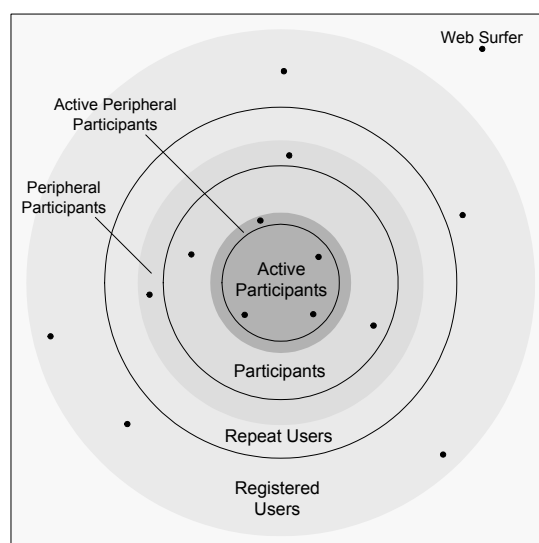 Web Surfer
Active Peripheral
Participants
Peripheral
Participants
Active
Participants
Participants
Repeat Users
Registered
Users